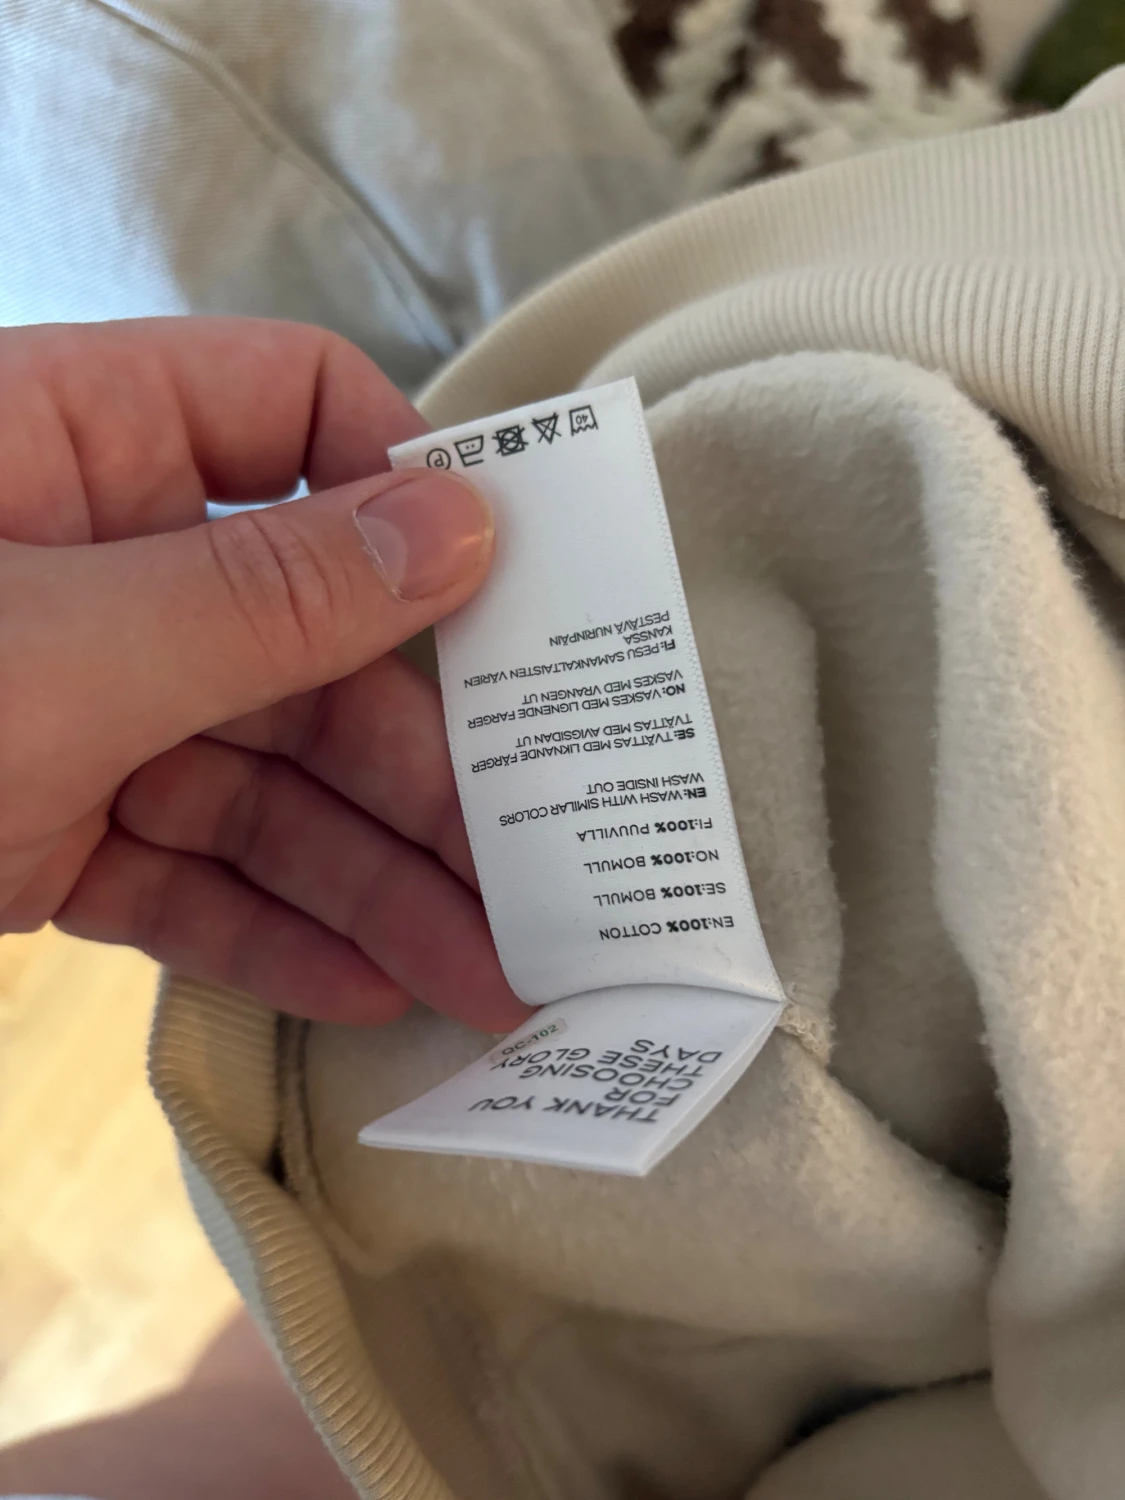 THANK YOU
FOR
CHOOSING
THESE GLORY
DAYS
QC-102
EN:100% COTTON
SE:100% BOMULL
NO:100% BOMULL
FI:100% PUUVILLA
EN: WASH WITH SIMILAR COLORS
WASH INSIDE OUT
SE: TVÄTTAS MED LIKNANDE FÄRGER
TVÄTTAS MED AVIGSIDAN UT
NO: VASKES MED LIGNENDE FARGER
VASKES MED VRANGEN UT
FI: PESU SAMANKALTAISTEN VÄRIEN
KANSSA
PESTÄVÄ NURINPÄIN
40 P